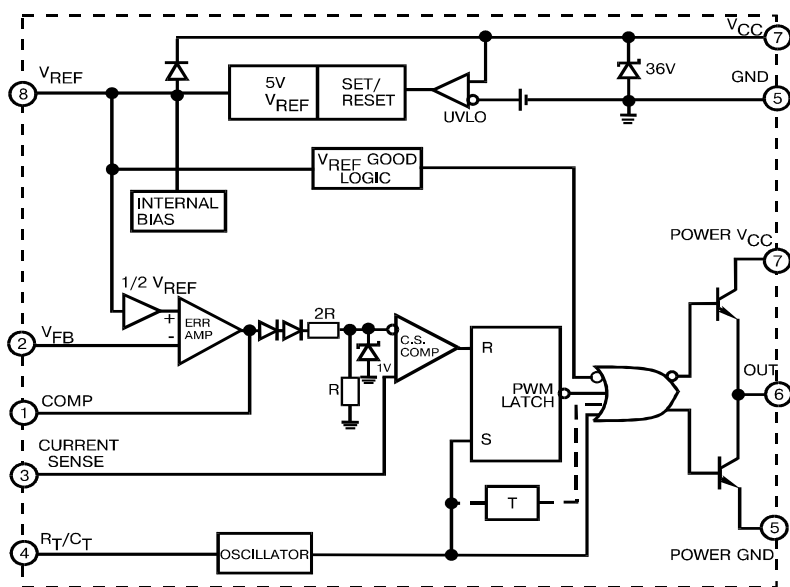 VCC
7
36V
GND
5
VREF
8
5V
VREF
SET/
RESET
UVLO
VREF GOOD
LOGIC
INTERNAL
BIAS
POWER VCC
7
1/2 VREF
+
-
ERR
AMP
2R
R
1V
C.S.
COMP
VFB
2
COMP
1
CURRENT
SENSE
3
R
S
PWM
LATCH
T
OUT
6
RT/CT
4
OSCILLATOR
5
POWER GND